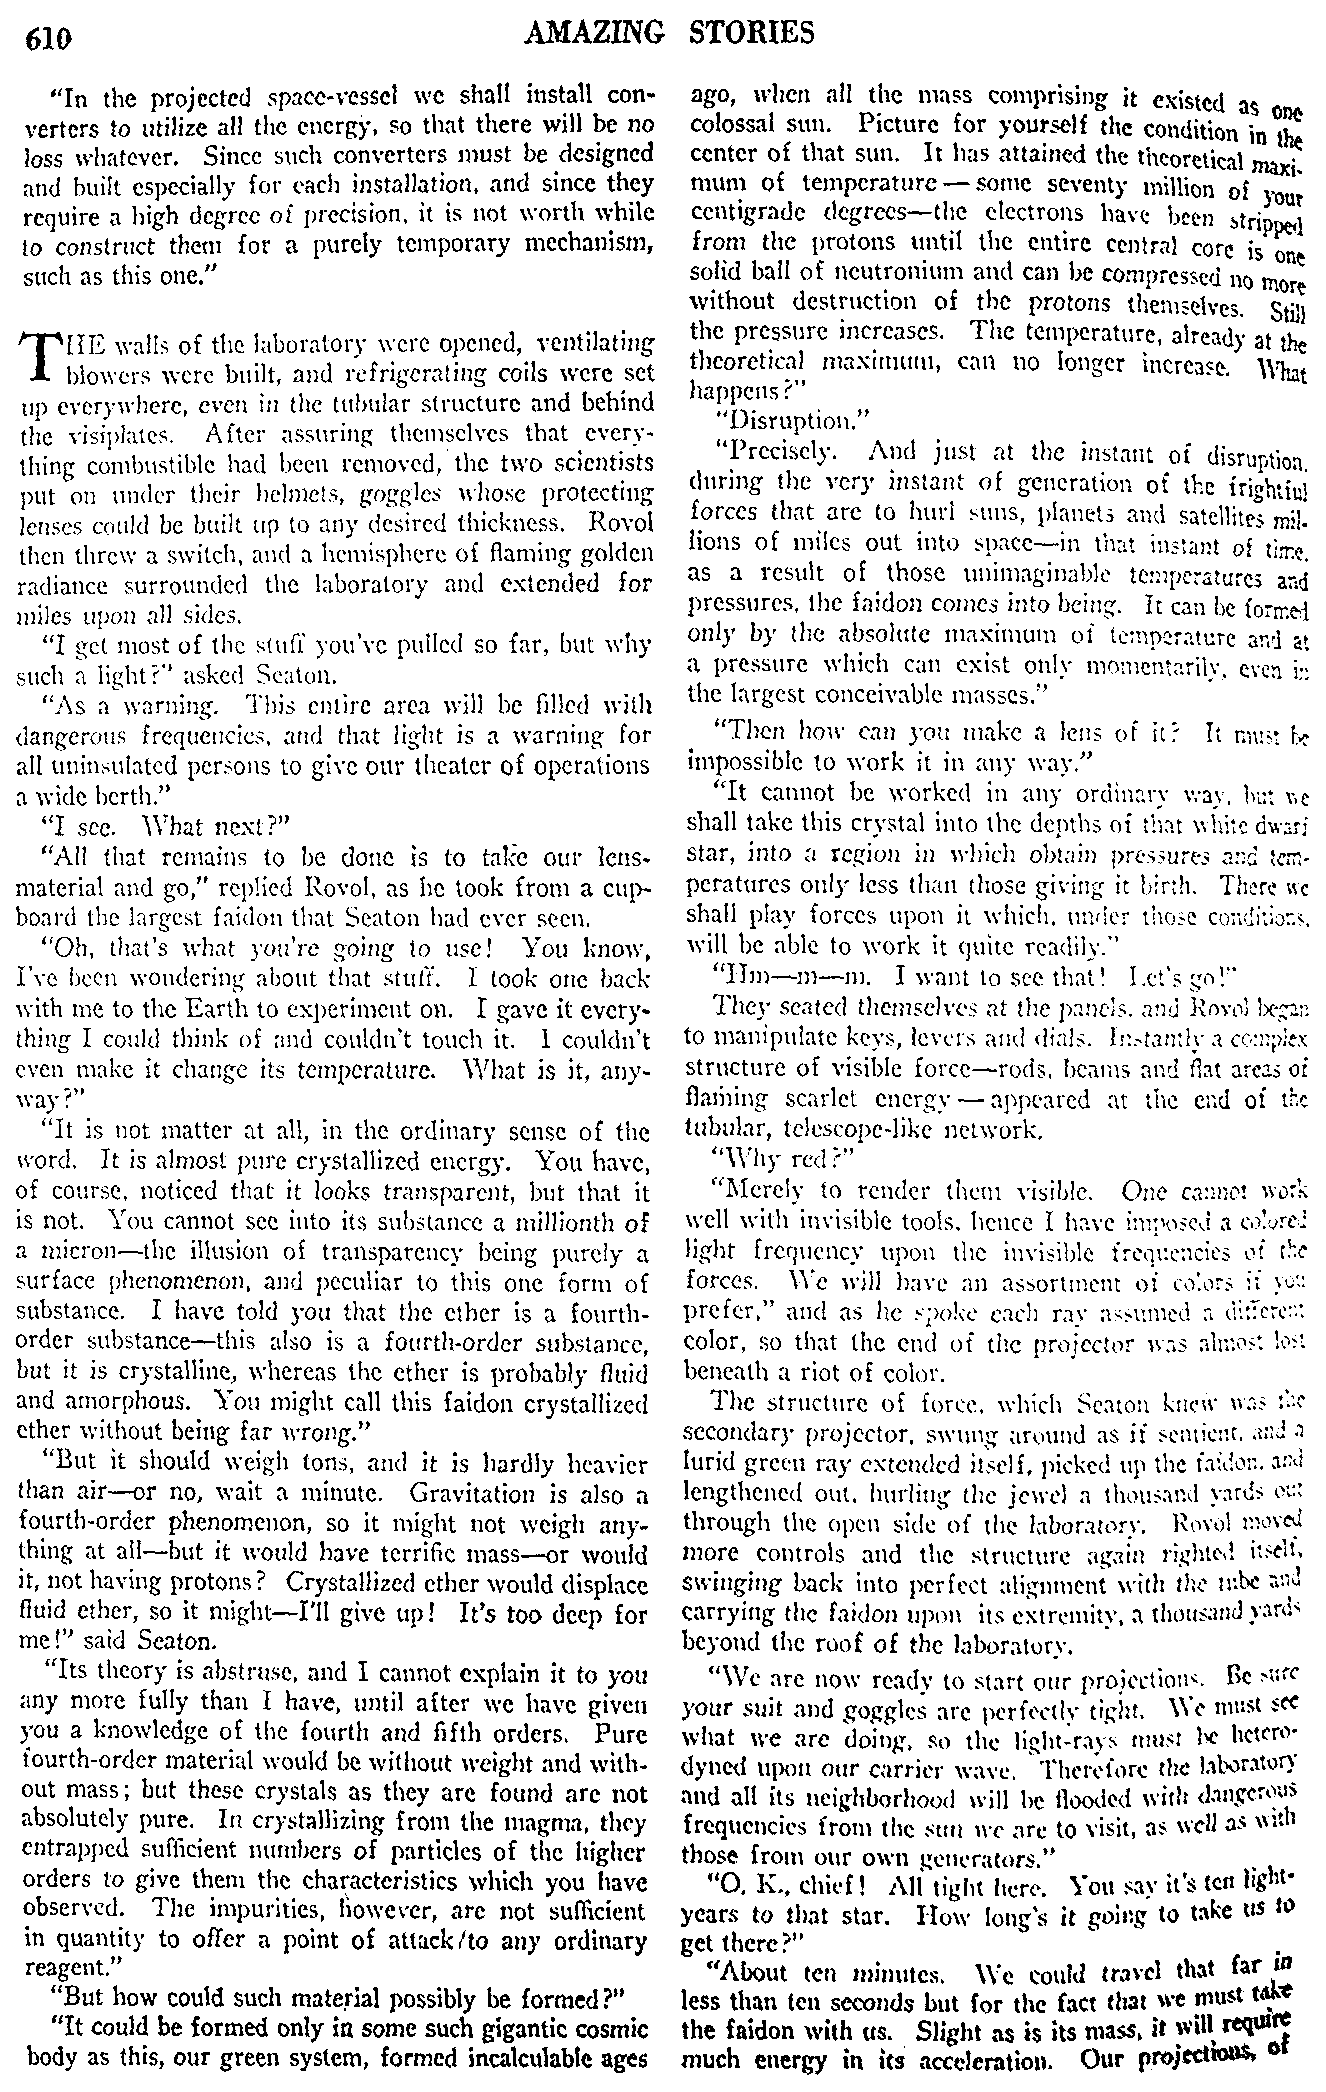 610
AMAZING STORIES
"In the projected space-vessel we shall install con-
verters to utilize all the energy, so that there will be no
loss whatever. Since such converters must be designed
and built especially for each installation, and since they
require a high degree of precision, it is not worth while
to construct them for a purely temporary mechanism,
such as this one."
THE walls of the laboratory were opened, ventilating
blowers were built, and refrigerating coils were set
up everywhere, even in the tubular structure and behind
the visiplates. After assuring themselves that every-
thing combustible had been removed, the two scientists
put on under their helmets, goggles whose protecting
lenses could be built up to any desired thickness. Rovol
then threw a switch, and a hemisphere of flaming golden
radiance surrounded the laboratory and extended for
miles upon all sides.
"I get most of the stuff you've pulled so far, but why
such a light?" asked Seaton.
"As a warning. This entire area will be filled with
dangerous frequencies, and that light is a warning for
all uninsulated persons to give our theater of operations
a wide berth."
"I see. What next?"
"All that remains to be done is to take our lens-
material and go," replied Rovol, as he took from a cup-
board the largest faidon that Seaton had ever seen.
"Oh, that's what you're going to use! You know,
I've been wondering about that stuff. I took one back
with me to the Earth to experiment on. I gave it every-
thing I could think of and couldn't touch it. I couldn't
even make it change its temperature. What is it, any-
way?"
"It is not matter at all, in the ordinary sense of the
word. It is almost pure crystallized energy. You have,
of course, noticed that it looks transparent, but that it
is not. You cannot see into its substance a millionth of
a micron—the illusion of transparency being purely a
surface phenomenon, and peculiar to this one form of
substance. I have told you that the ether is a fourth-
order substance—this also is a fourth-order substance,
but it is crystalline, whereas the ether is probably fluid
and amorphous. You might call this faidon crystallized
ether without being far wrong."
"But it should weigh tons, and it is hardly heavier
than air—or no, wait a minute. Gravitation is also a
fourth-order phenomenon, so it might not weigh any-
thing at all—but it would have terrific mass—or would
it, not having protons? Crystallized ether would displace
fluid ether, so it might—I'll give up! It's too deep for
me!" said Seaton.
"Its theory is abstruse, and I cannot explain it to you
any more fully than I have, until after we have given
you a knowledge of the fourth and fifth orders. Pure
fourth-order material would be without weight and with-
out mass; but these crystals as they are found are not
absolutely pure. In crystallizing from the magma, they
entrapped sufficient numbers of particles of the higher
orders to give them the characteristics which you have
observed. The impurities, however, are not sufficient
in quantity to offer a point of attack to any ordinary
reagent."
"But how could such material possibly be formed?"
"It could be formed only in some such gigantic cosmic
body as this, our green system, formed incalculable ages
ago, when all the mass comprising it existed as one
colossal sun. Picture for yourself the condition in the
center of that sun. It has attained the theoretical maxi-
mum of temperature—some seventy million of your
centigrade degrees—the electrons have been stripped
from the protons until the entire central core is one
solid ball of neutronium and can be compressed no more
without destruction of the protons themselves. Still
the pressure increases. The temperature, already at the
theoretical maximum, can no longer increase. What
happens?"
"Disruption."
"Precisely. And just at the instant of disruption,
during the very instant of generation of the frightful
forces that are to hurl suns, planets and satellites mil-
lions of miles out into space—in that instant of time,
as a result of those unimaginable temperatures and
pressures, the faidon comes into being. It can be formed
only by the absolute maximum of temperature and at
a pressure which can exist only momentarily, even in
the largest conceivable masses."
"Then how can you make a lens of it? It must be
impossible to work it in any way."
"It cannot be worked in any ordinary way, but we
shall take this crystal into the depths of that white dwarf
star, into a region in which obtain pressures and tem-
peratures only less than those giving it birth. There we
shall play forces upon it which, under those conditions,
will be able to work it quite readily."
"Hm—m—m. I want to see that! Let's go!"
They seated themselves at the panels, and Rovol began
to manipulate keys, levers and dials. Instantly a complex
structure of visible force—rods, beams and flat areas of
flaming scarlet energy—appeared at the end of the
tubular, telescope-like network.
"Why red?"
"Merely to render them visible. One cannot work
well with invisible tools, hence I have imposed a colored
light frequency upon the invisible frequencies of the
forces. We will have an assortment of colors if you
prefer," and as he spoke each ray assumed a different
color, so that the end of the projector was almost lost
beneath a riot of color.
The structure of force, which Seaton knew was the
secondary projector, swung around as if sentient, and a
lurid green ray extended itself, picked up the faidon, and
lengthened out, hurling the jewel a thousand yards out
through the open side of the laboratory. Rovol moved
more controls and the structure again righted itself,
swinging back into perfect alignment with the tube and
carrying the faidon upon its extremity, a thousand yards
beyond the roof of the laboratory.
"We are now ready to start our projections. Be sure
your suit and goggles are perfectly tight. We must see
what we are doing, so the light-rays must be hetero-
dyned upon our carrier wave. Therefore the laboratory
and all its neighborhood will be flooded with dangerous
frequencies from the sun we are to visit, as well as with
those from our own generators."
"O. K., chief! All tight here. You say it's ten light-
years to that star. How long's it going to take us to
get there?"
"About ten minutes. We could travel that far in
less than ten seconds but for the fact that we must take
the faidon with us. Slight as is its mass, it will require
much energy in its acceleration. Our projections, of